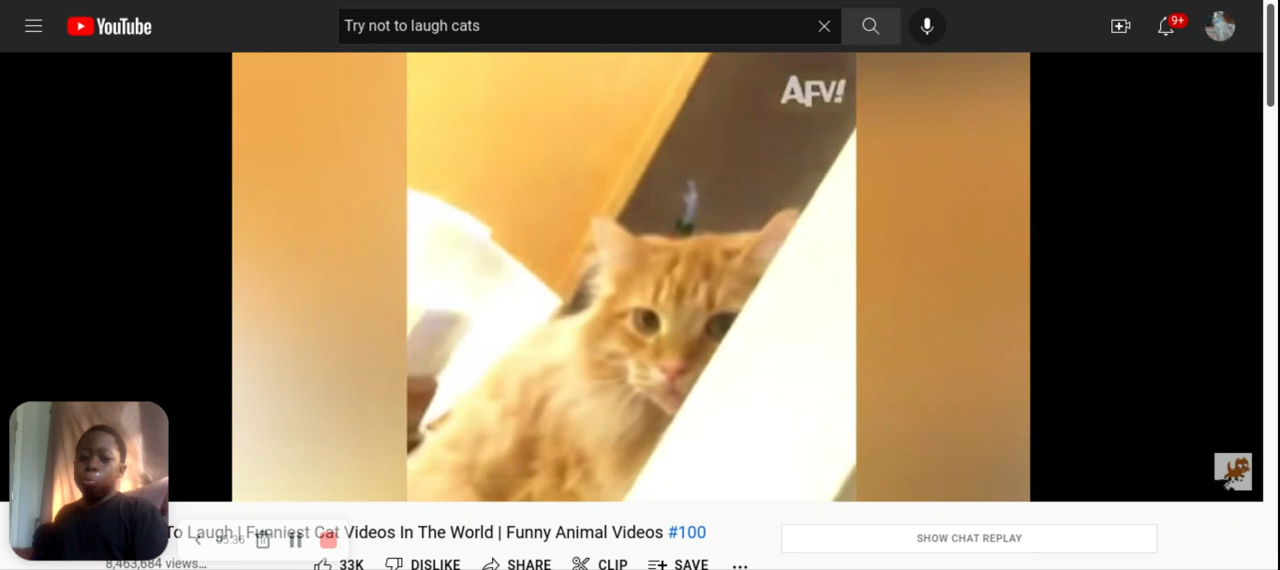 YouTube
Try not to laugh cats
9+
AFV!
To Laugh | Funniest Cat Videos In The World | Funny Animal Videos #100
SHOW CHAT REPLAY
8,463,684 views...
33K
DISLIKE
SHARE
CLIP
SAVE